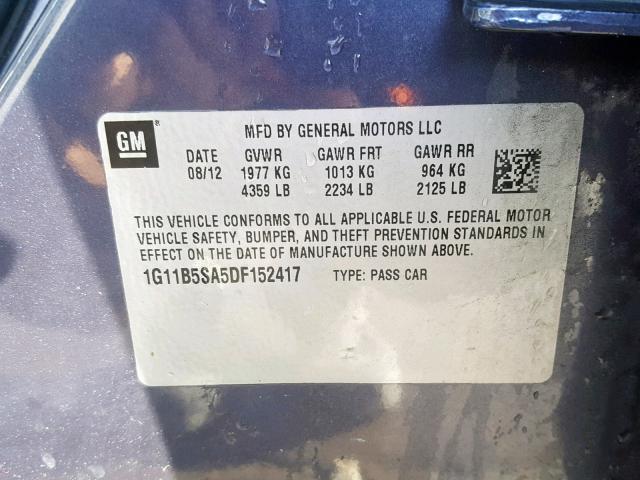 GM ®
MFD BY GENERAL MOTORS LLC
DATE GVWR GAWR FRT GAWR RR
08/12 1977 KG 1013 KG 964 KG
4359 LB 2234 LB 2125 LB
THIS VEHICLE CONFORMS TO ALL APPLICABLE U.S. FEDERAL MOTOR
VEHICLE SAFETY, BUMPER, AND THEFT PREVENTION STANDARDS IN
EFFECT ON THE DATE OF MANUFACTURE SHOWN ABOVE.
1G11B5SA5DF152417 TYPE: PASS CAR